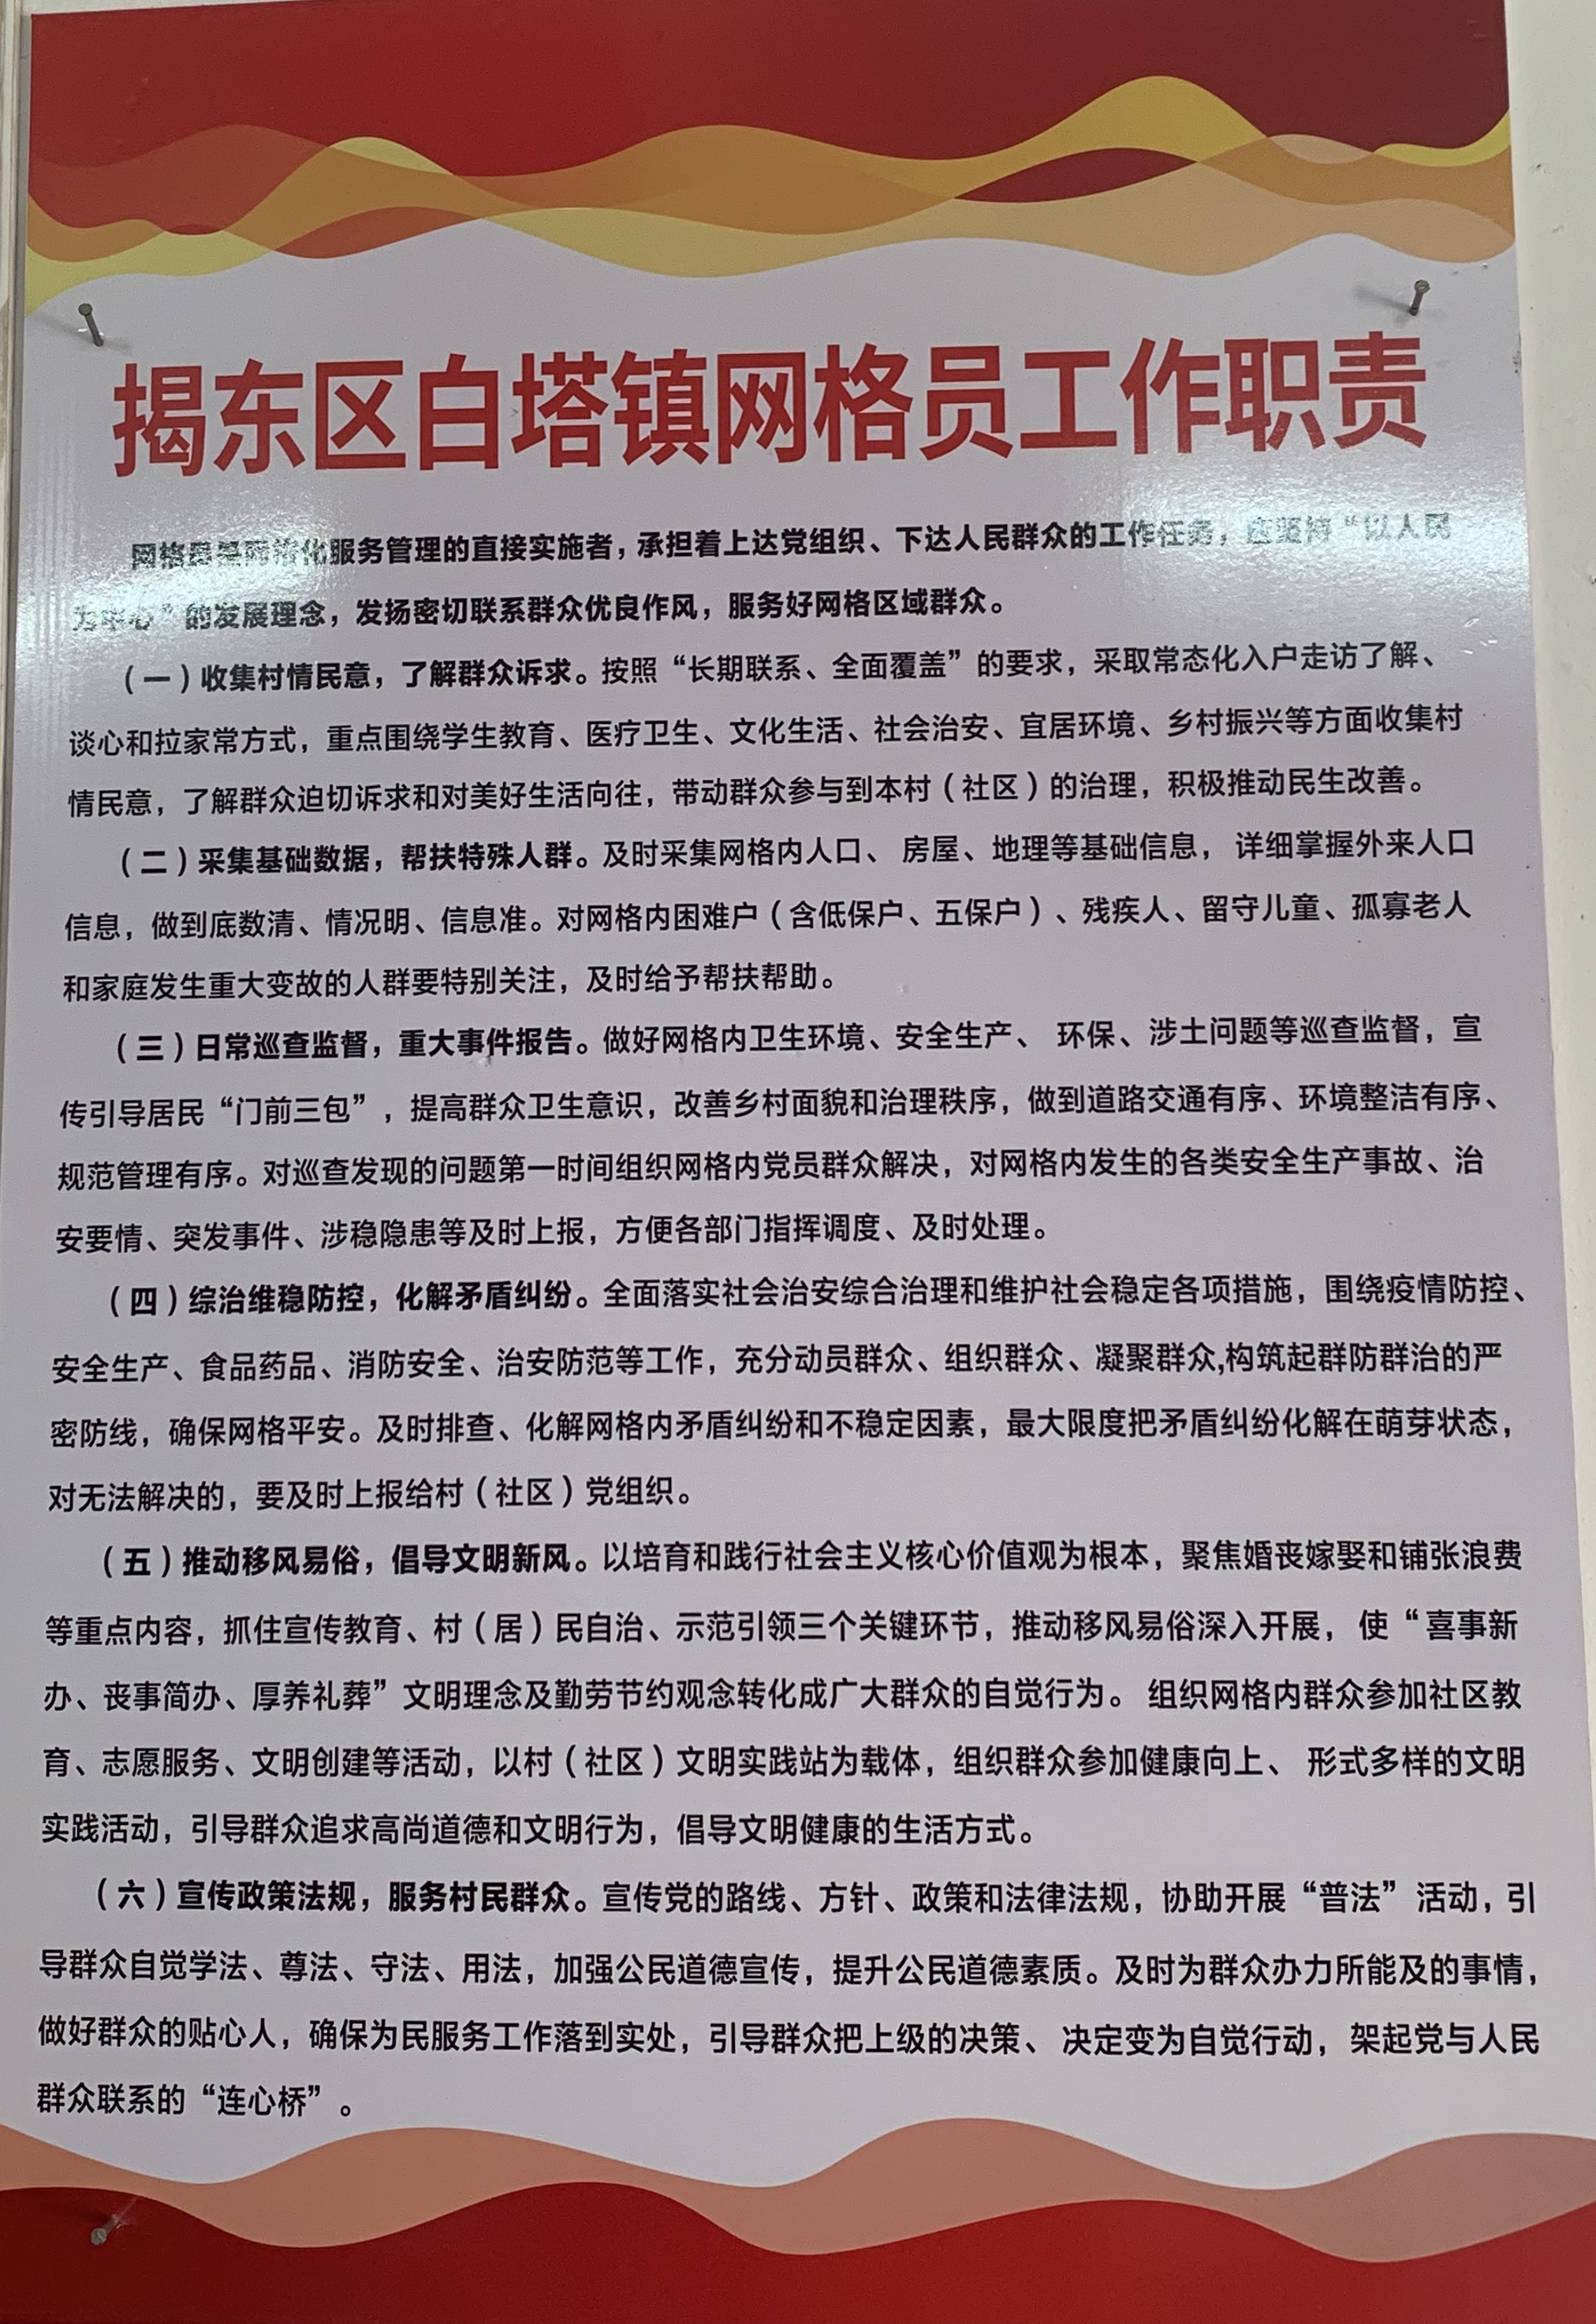 揭东区白塔镇网格员工作职责
网格员是网格化服务管理的直接实施者，承担着上达党组织、下达人民群众的工作任务，应坚持“以人民
为中心”的发展理念，发扬密切联系群众优良作风，服务好网格区域群众。
（一）收集村情民意，了解群众诉求。按照“长期联系、全面覆盖”的要求，采取常态化入户走访了解、
谈心和拉家常方式，重点围绕学生教育、医疗卫生、文化生活、社会治安、宜居环境、乡村振兴等方面收集村
情民意，了解群众迫切诉求和对美好生活向往，带动群众参与到本村（社区）的治理，积极推动民生改善。
（二）采集基础数据，帮扶特殊人群。及时采集网格内人口、 房屋、地理等基础信息， 详细掌握外来人口
信息，做到底数清、情况明、信息准。对网格内困难户（含低保户、五保户）、残疾人、留守儿童、孤寡老人
和家庭发生重大变故的人群要特别关注，及时给予帮扶帮助。
（三）日常巡查监督，重大事件报告。做好网格内卫生环境、安全生产、 环保、涉土问题等巡查监督，宣
传引导居民“门前三包”，提高群众卫生意识，改善乡村面貌和治理秩序，做到道路交通有序、环境整洁有序、
规范管理有序。对巡查发现的问题第一时间组织网格内党员群众解决，对网格内发生的各类安全生产事故、治
安要情、突发事件、涉稳隐患等及时上报，方便各部门指挥调度、及时处理。
（四）综治维稳防控，化解矛盾纠纷。全面落实社会治安综合治理和维护社会稳定各项措施，围绕疫情防控、
安全生产、食品药品、消防安全、治安防范等工作，充分动员群众、组织群众、凝聚群众,构筑起群防群治的严
密防线，确保网格平安。及时排查、化解网格内矛盾纠纷和不稳定因素，最大限度把矛盾纠纷化解在萌芽状态，
对无法解决的，要及时上报给村（社区）党组织。
（五）推动移风易俗，倡导文明新风。以培育和践行社会主义核心价值观为根本，聚焦婚丧嫁娶和铺张浪费
等重点内容，抓住宣传教育、村（居）民自治、示范引领三个关键环节，推动移风易俗深入开展， 使“喜事新
办、丧事简办、厚养礼葬”文明理念及勤劳节约观念转化成广大群众的自觉行为。 组织网格内群众参加社区教
育、志愿服务、文明创建等活动，以村（社区）文明实践站为载体，组织群众参加健康向上、 形式多样的文明
实践活动，引导群众追求高尚道德和文明行为，倡导文明健康的生活方式。
（六）宣传政策法规，服务村民群众。宣传党的路线、方针、政策和法律法规，协助开展“普法”活动，引
导群众自觉学法、尊法、守法、用法，加强公民道德宣传，提升公民道德素质。及时为群众办力所能及的事情，
做好群众的贴心人，确保为民服务工作落到实处，引导群众把上级的决策、 决定变为自觉行动，架起党与人民
群众联系的“连心桥”。